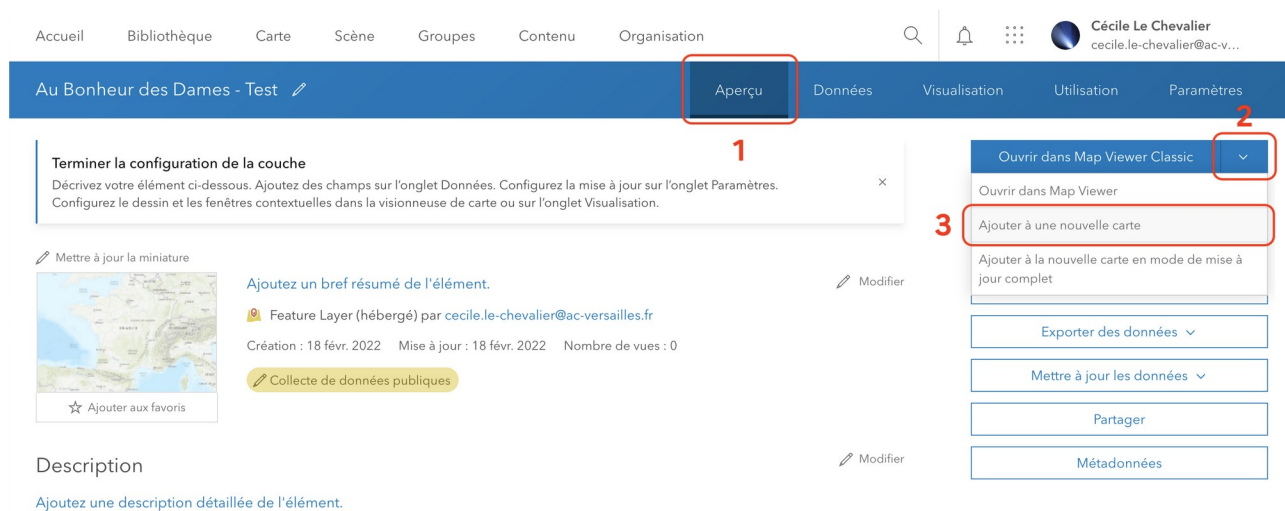 Accueil Bibliothèque Carte Scène Groupes Contenu Organisation
Cécile Le Chevalier
cecile.le-chevalier@ac-v...
Au Bonheur des Dames - Test
Aperçu Données Visualisation Utilisation Paramètres
1
2
Terminer la configuration de la couche
Décrivez votre élément ci-dessous. Ajoutez des champs sur l'onglet Données. Configurez la mise à jour sur l'onglet Paramètres.
Configurez le dessin et les fenêtres contextuelles dans la visionneuse de carte ou sur l'onglet Visualisation.
Ouvrir dans Map Viewer Classic
Ouvrir dans Map Viewer
3
Ajouter à une nouvelle carte
Ajouter à la nouvelle carte en mode de mise à
jour complet
Mettre à jour la miniature
Ajoutez un bref résumé de l'élément.
Modifier
Feature Layer (hébergé) par cecile.le-chevalier@ac-versailles.fr
Création : 18 févr. 2022 Mise à jour : 18 févr. 2022 Nombre de vues : 0
Collecte de données publiques
Ajouter aux favoris
Exporter des données
Mettre à jour les données
Partager
Métadonnées
Description
Modifier
Ajoutez une description détaillée de l'élément.